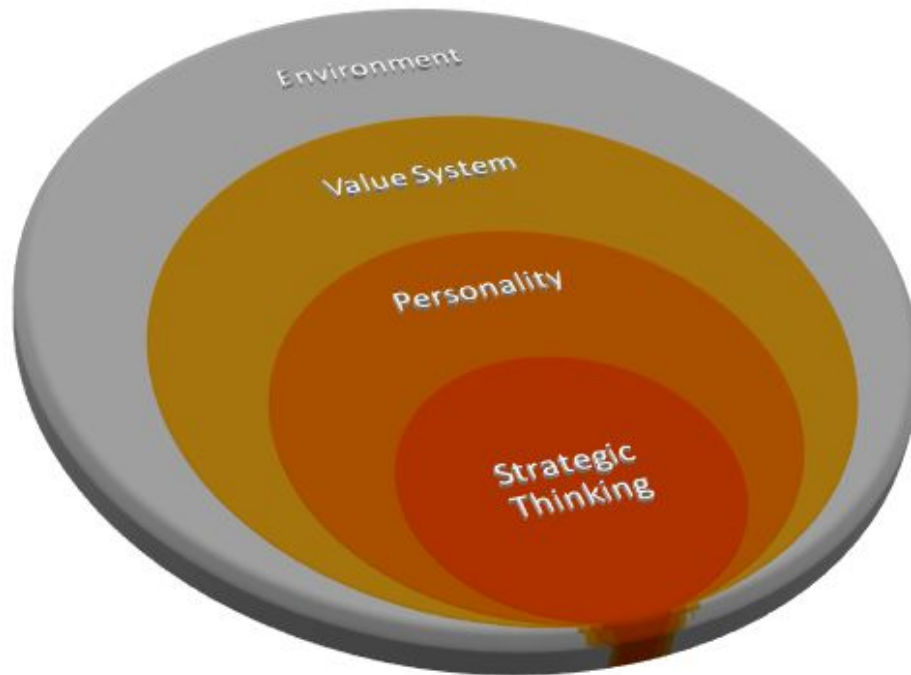 Environment
Value System
Personality
Strategic
Thinking